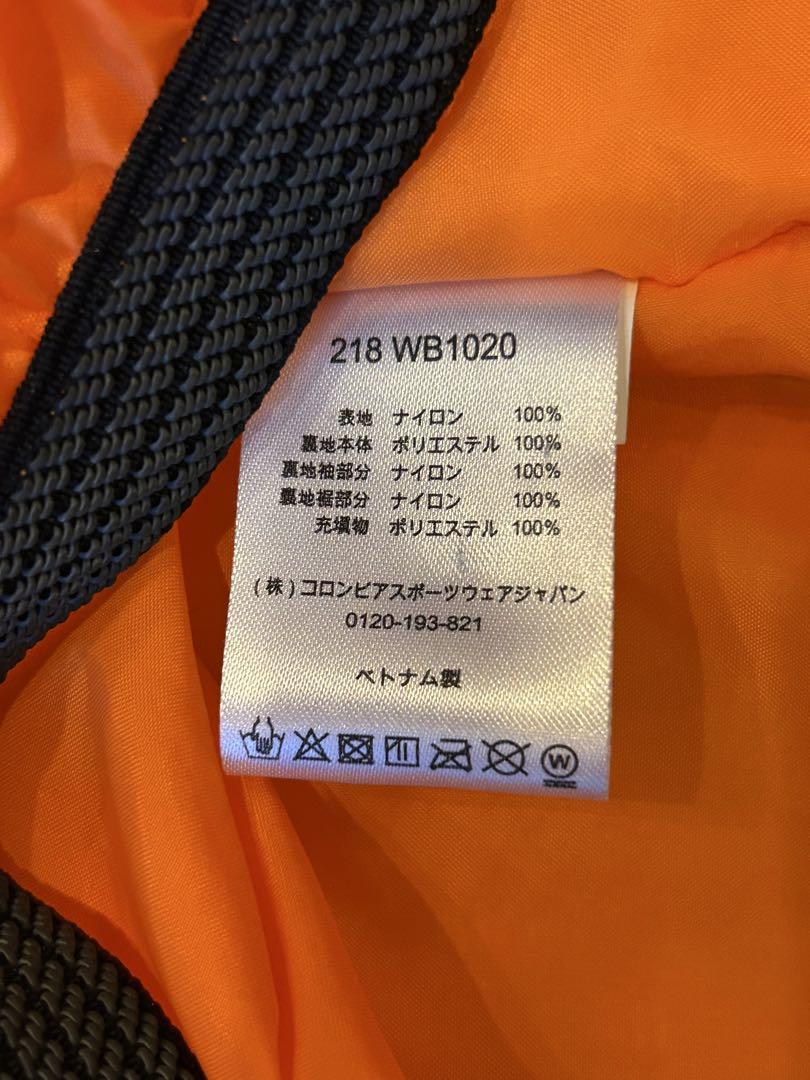 218 WB1020
表地 ナイロン 100%
裏地本体 ポリエステル 100%
裏地袖部分 ナイロン 100%
裏地裾部分 ナイロン 100%
充填物 ポリエステル 100%
(株)コロンビアスポーツウェアジャパン
0120-193-821
ベトナム製
W